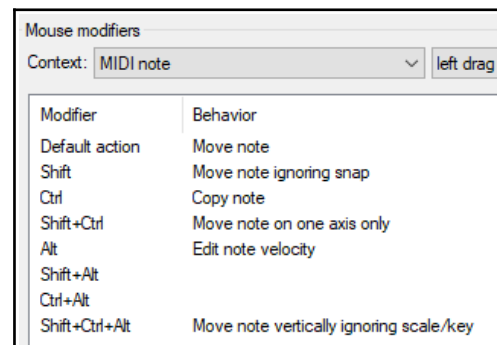 Mouse modifiers
Context: MIDI note left drag
Modifier Behavior
Default action Move note
Shift Move note ignoring snap
Ctrl Copy note
Shift+Ctrl Move note on one axis only
Alt Edit note velocity
Shift+Alt
Ctrl+Alt
Shift+Ctrl+Alt Move note vertically ignoring scale/key